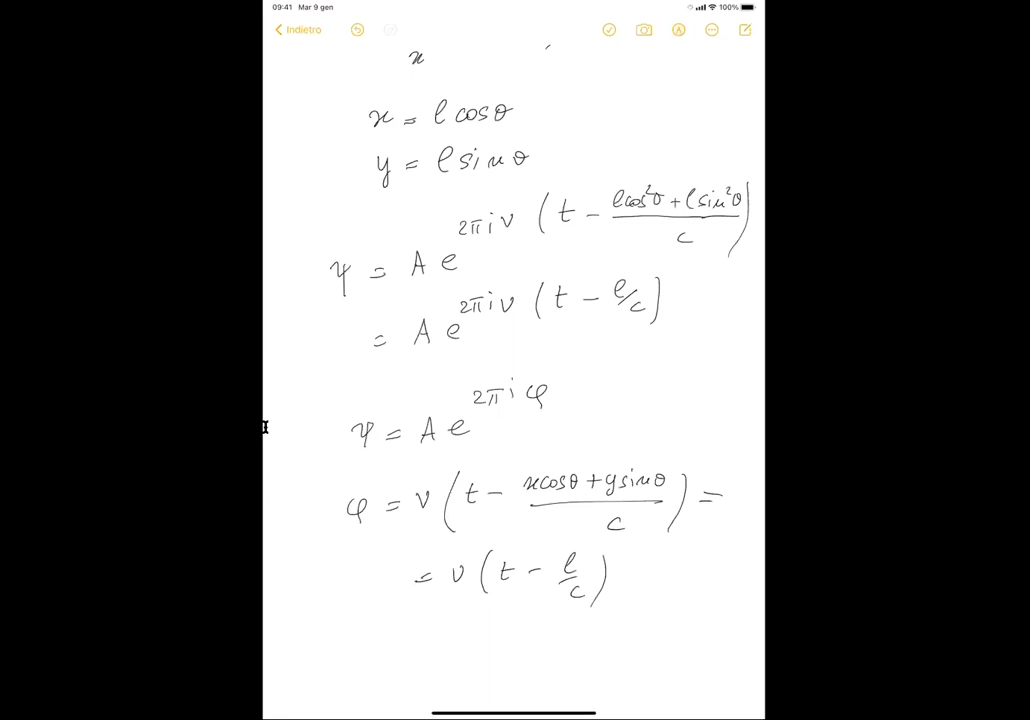 09:41 Mar 9 gen 100%
Indietro
x
x = l cosθ
y = l sinθ
ψ = A e^{2πiν (t − (l cos²θ + l sin²θ)/c)}
= A e^{2πiν (t − l/c)}
ψ = A e^{2πiφ}
φ = ν (t − (x cosθ + y sinθ)/c) =
= ν (t − l/c)